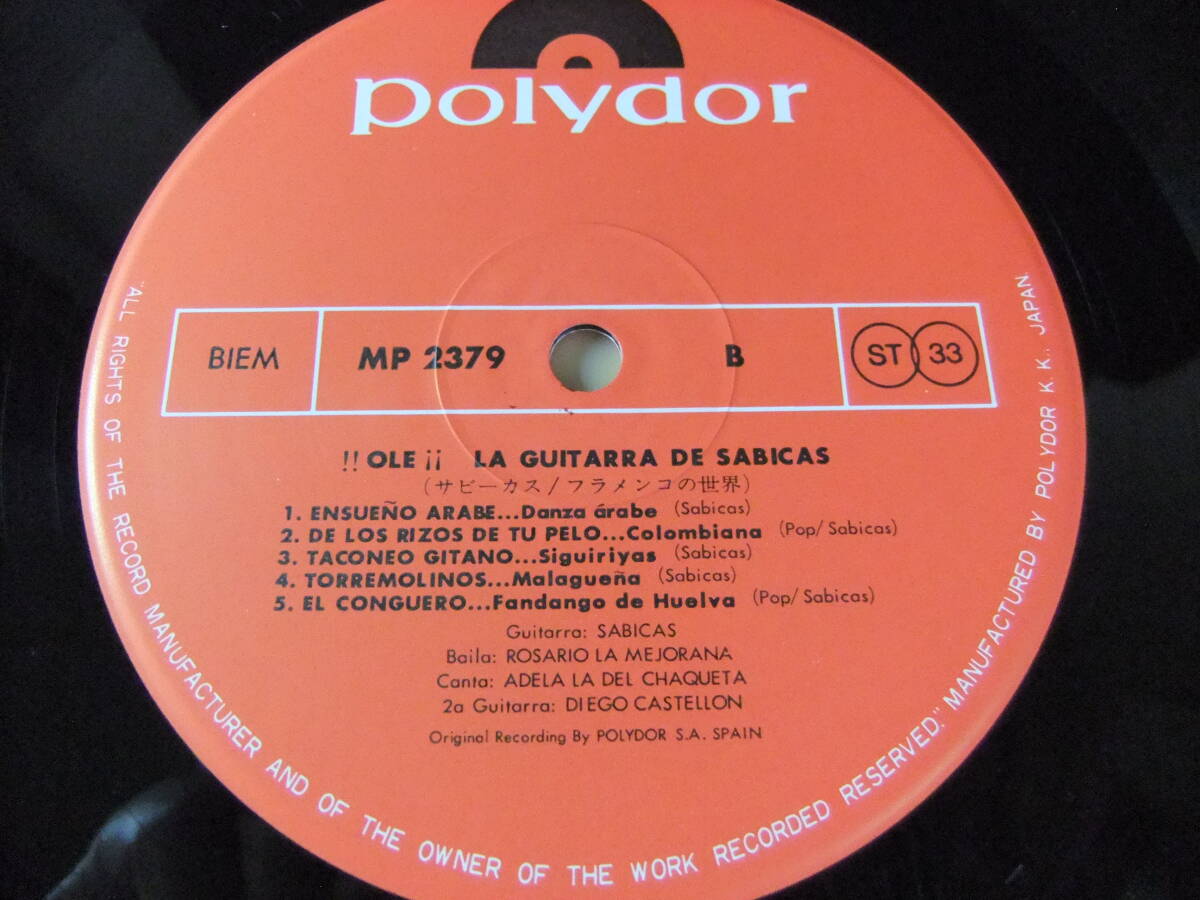 polydor
BIEM MP 2379 B ST 33
!! OLE ¡¡ LA GUITARRA DE SABICAS
(サビーカス/フラメンコの世界)
1. ENSUEÑO ARABE...Danza árabe (Sabicas)
2. DE LOS RIZOS DE TU PELO...Colombiana (Pop/Sabicas)
3. TACONEO GITANO...Siguiriyas (Sabicas)
4. TORREMOLINOS...Malagueña (Sabicas)
5. EL CONGUERO...Fandango de Huelva (Pop/Sabicas)
Guitarra: SABICAS
Baila: ROSARIO LA MEJORANA
Canta: ADELA LA DEL CHAQUETA
2a Guitarra: DIEGO CASTELLON
Original Recording By POLYDOR S.A. SPAIN
"ALL RIGHTS OF THE RECORD MANUFACTURER AND OF THE OWNER OF THE WORK RECORDED RESERVED." MANUFACTURED BY POLYDOR K.K., JAPAN.